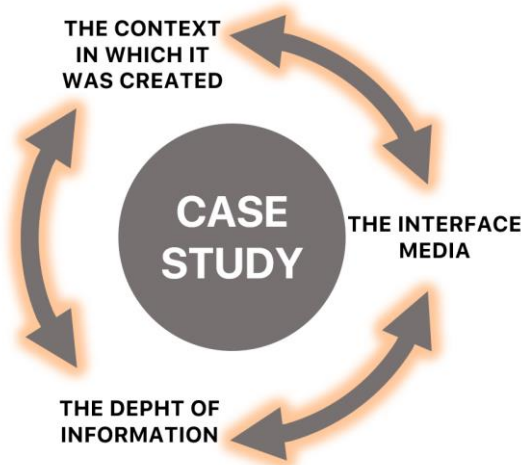 THE CONTEXT
IN WHICH IT
WAS CREATED
CASE
STUDY
THE INTERFACE
MEDIA
THE DEPHT OF
INFORMATION